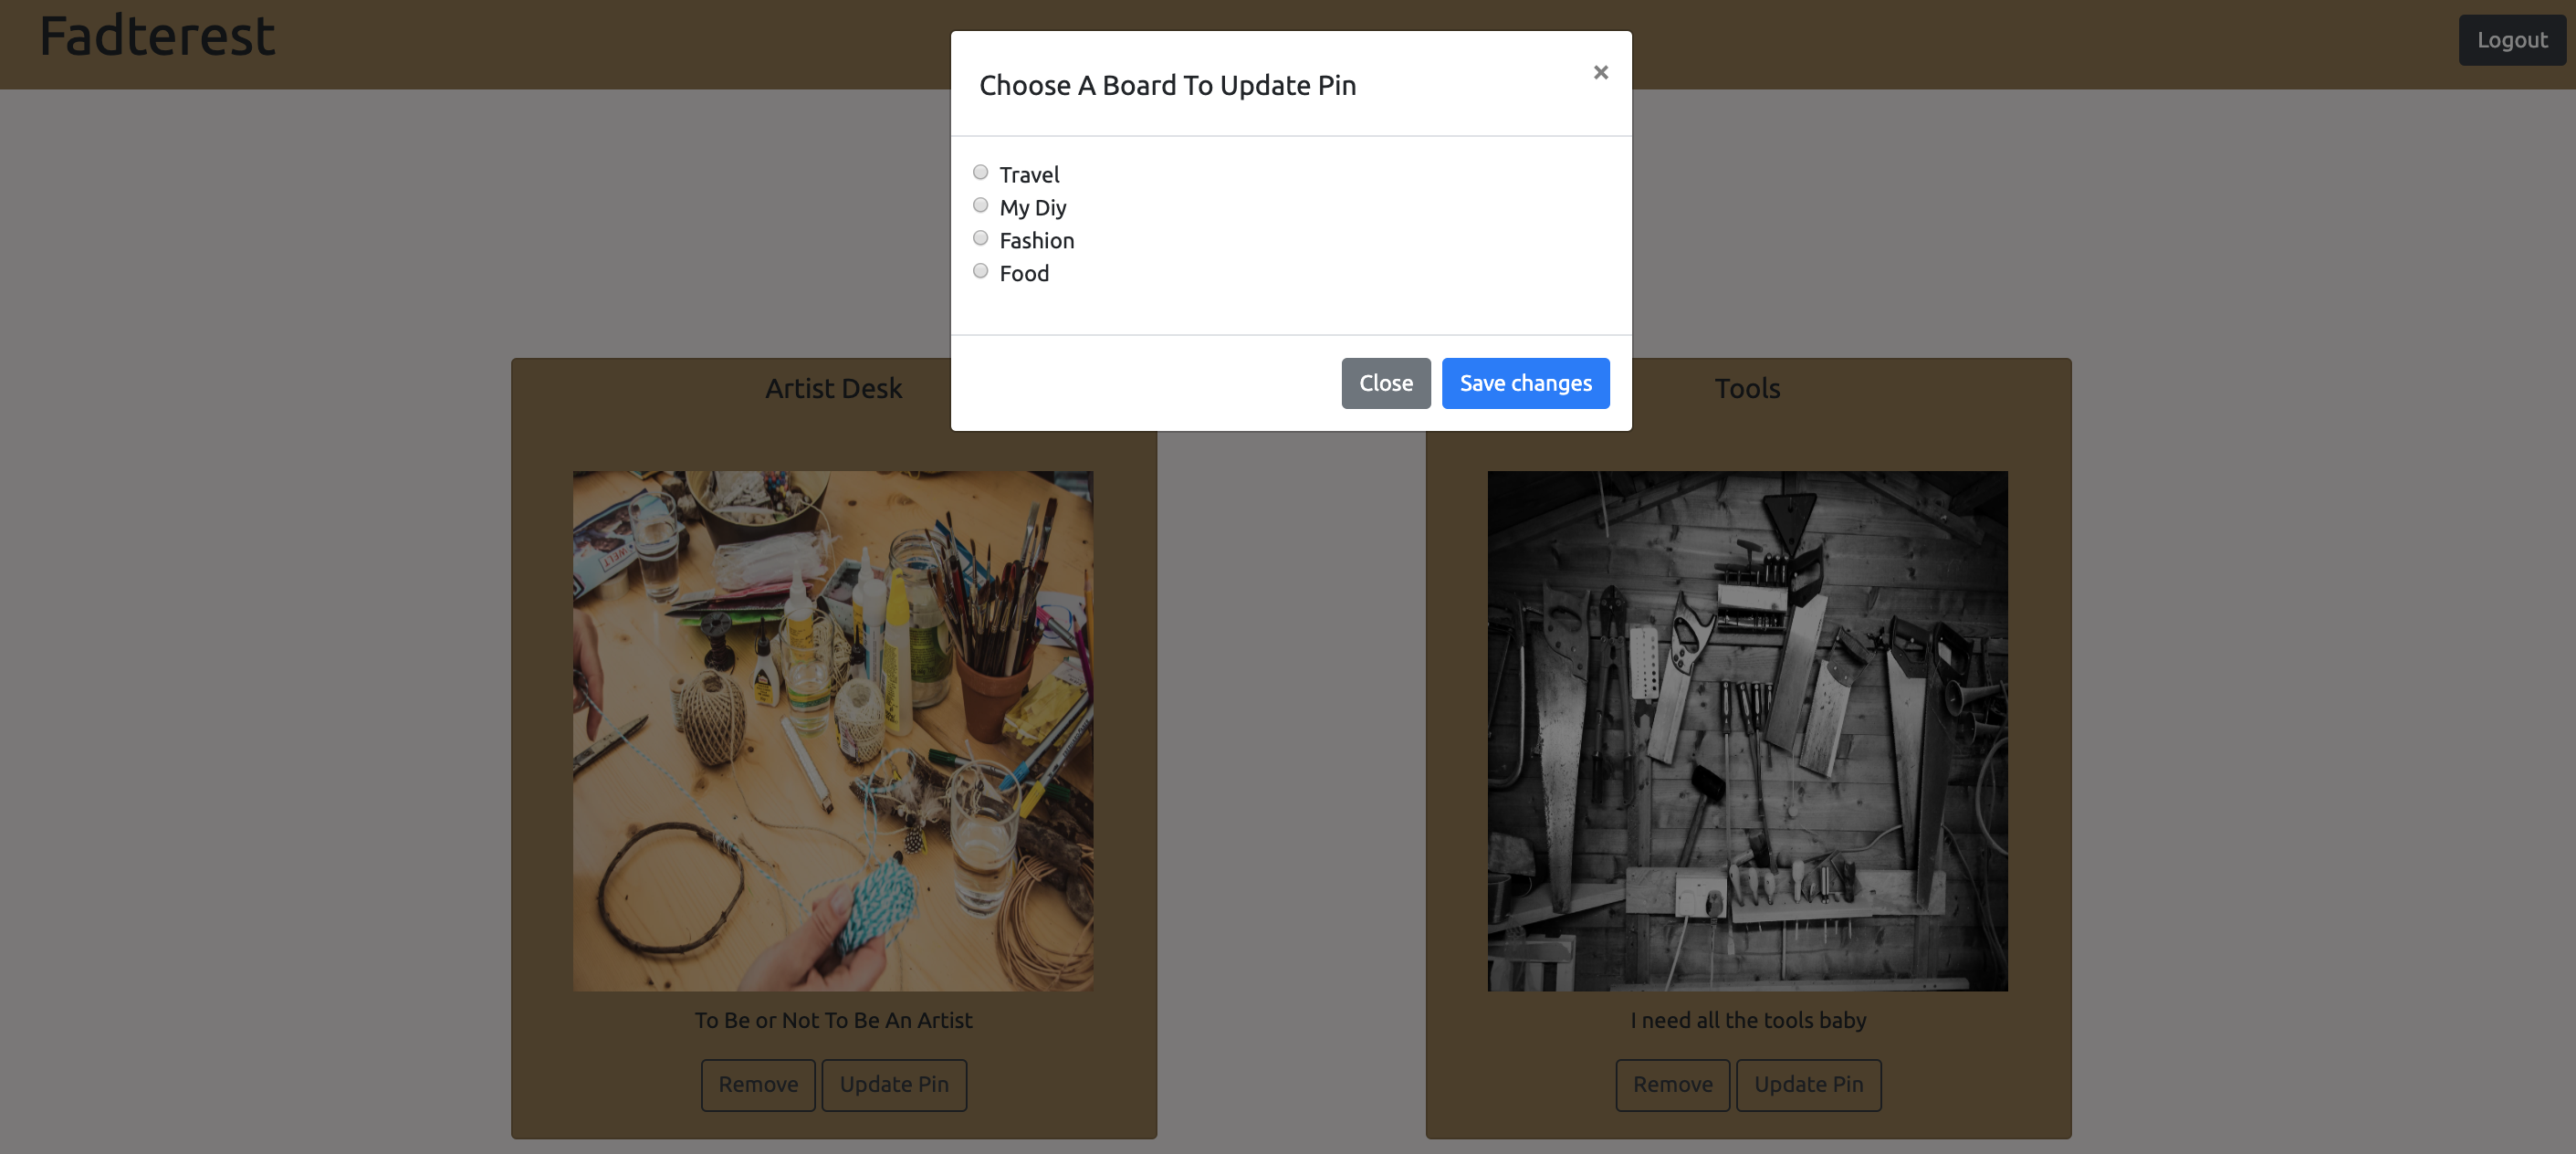 Fadterest
Logout
Choose A Board To Update Pin
×
Travel
My Diy
Fashion
Food
Close
Save changes
Artist Desk
Tools
To Be or Not To Be An Artist
I need all the tools baby
Remove
Update Pin
Remove
Update Pin